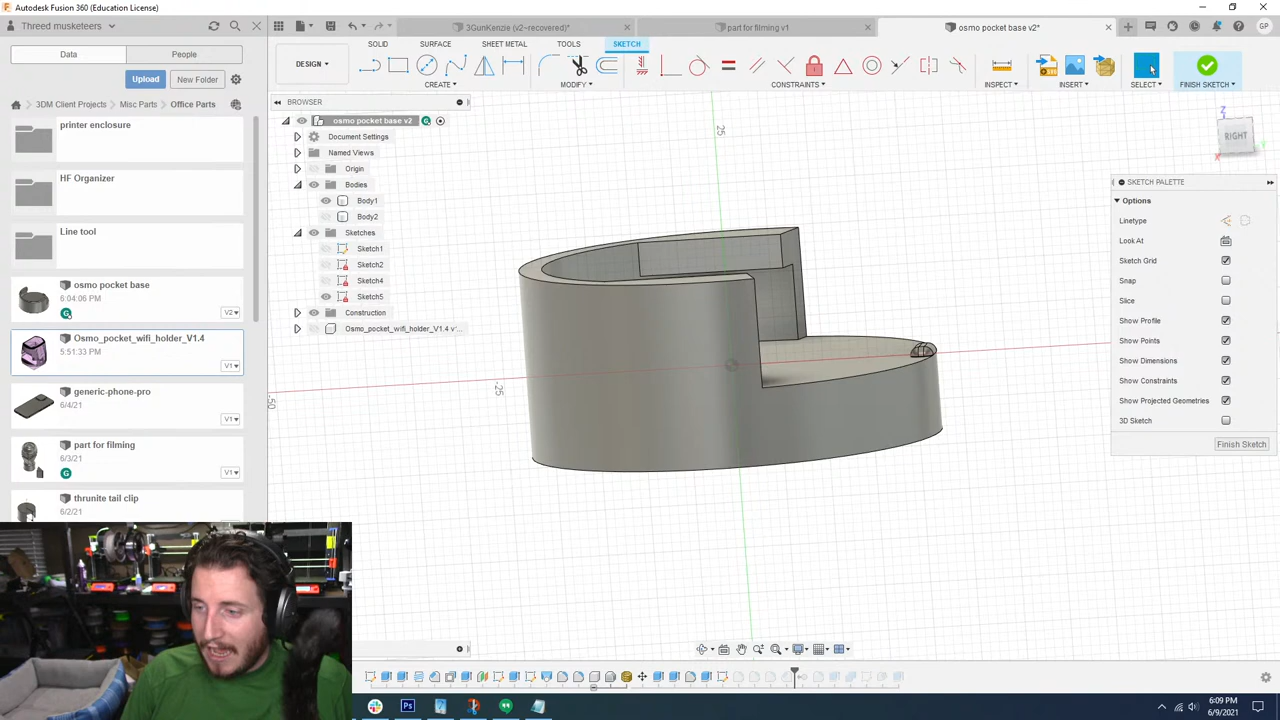 Autodesk Fusion 360 (Education License)
Threed musketeers
3GunKenzie (v2~recovered)*
part for filming v1
osmo pocket base v2*
GP
Data
People
SOLID
SURFACE
SHEET METAL
TOOLS
SKETCH
DESIGN
Upload
New Folder
CREATE
MODIFY
CONSTRAINTS
INSPECT
INSERT
SELECT
FINISH SKETCH
3DM Client Projects
Misc Parts
Office Parts
BROWSER
printer enclosure
osmo pocket base v2
Document Settings
Named Views
Origin
HF Organizer
Bodies
Body1
Body2
Line tool
Sketches
Sketch1
Sketch2
Sketch4
Sketch5
Construction
Osmo_pocket_wifi_holder_V1.4 v'...
osmo pocket base
6:04:06 PM
V2
Osmo_pocket_wifi_holder_V1.4
5:51:33 PM
V1
generic-phone-pro
6/4/21
V1
part for filming
6/3/21
V1
thrunite tail clip
6/2/21
V1
25
-25
-50
Z
RIGHT
X
Y
SKETCH PALETTE
Options
Linetype
Look At
Sketch Grid
Snap
Slice
Show Profile
Show Points
Show Dimensions
Show Constraints
Show Projected Geometries
3D Sketch
Finish Sketch
Ps
6:09 PM
6/9/2021